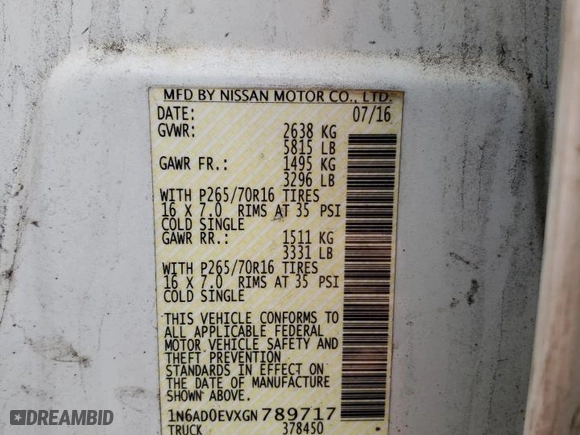 MFD BY NISSAN MOTOR CO., LTD.
DATE: 07/16
GVWR: 2638 KG
5815 LB
GAWR FR.: 1495 KG
3296 LB
WITH P265/70R16 TIRES
16 X 7.0 RIMS AT 35 PSI
COLD SINGLE
GAWR RR.: 1511 KG
3331 LB
WITH P265/70R16 TIRES
16 X 7.0 RIMS AT 35 PSI
COLD SINGLE
THIS VEHICLE CONFORMS TO
ALL APPLICABLE FEDERAL
MOTOR VEHICLE SAFETY AND
THEFT PREVENTION
STANDARDS IN EFFECT ON
THE DATE OF MANUFACTURE
SHOWN ABOVE.
1N6AD0EVXGN789717
TRUCK 378450
DREAMBID